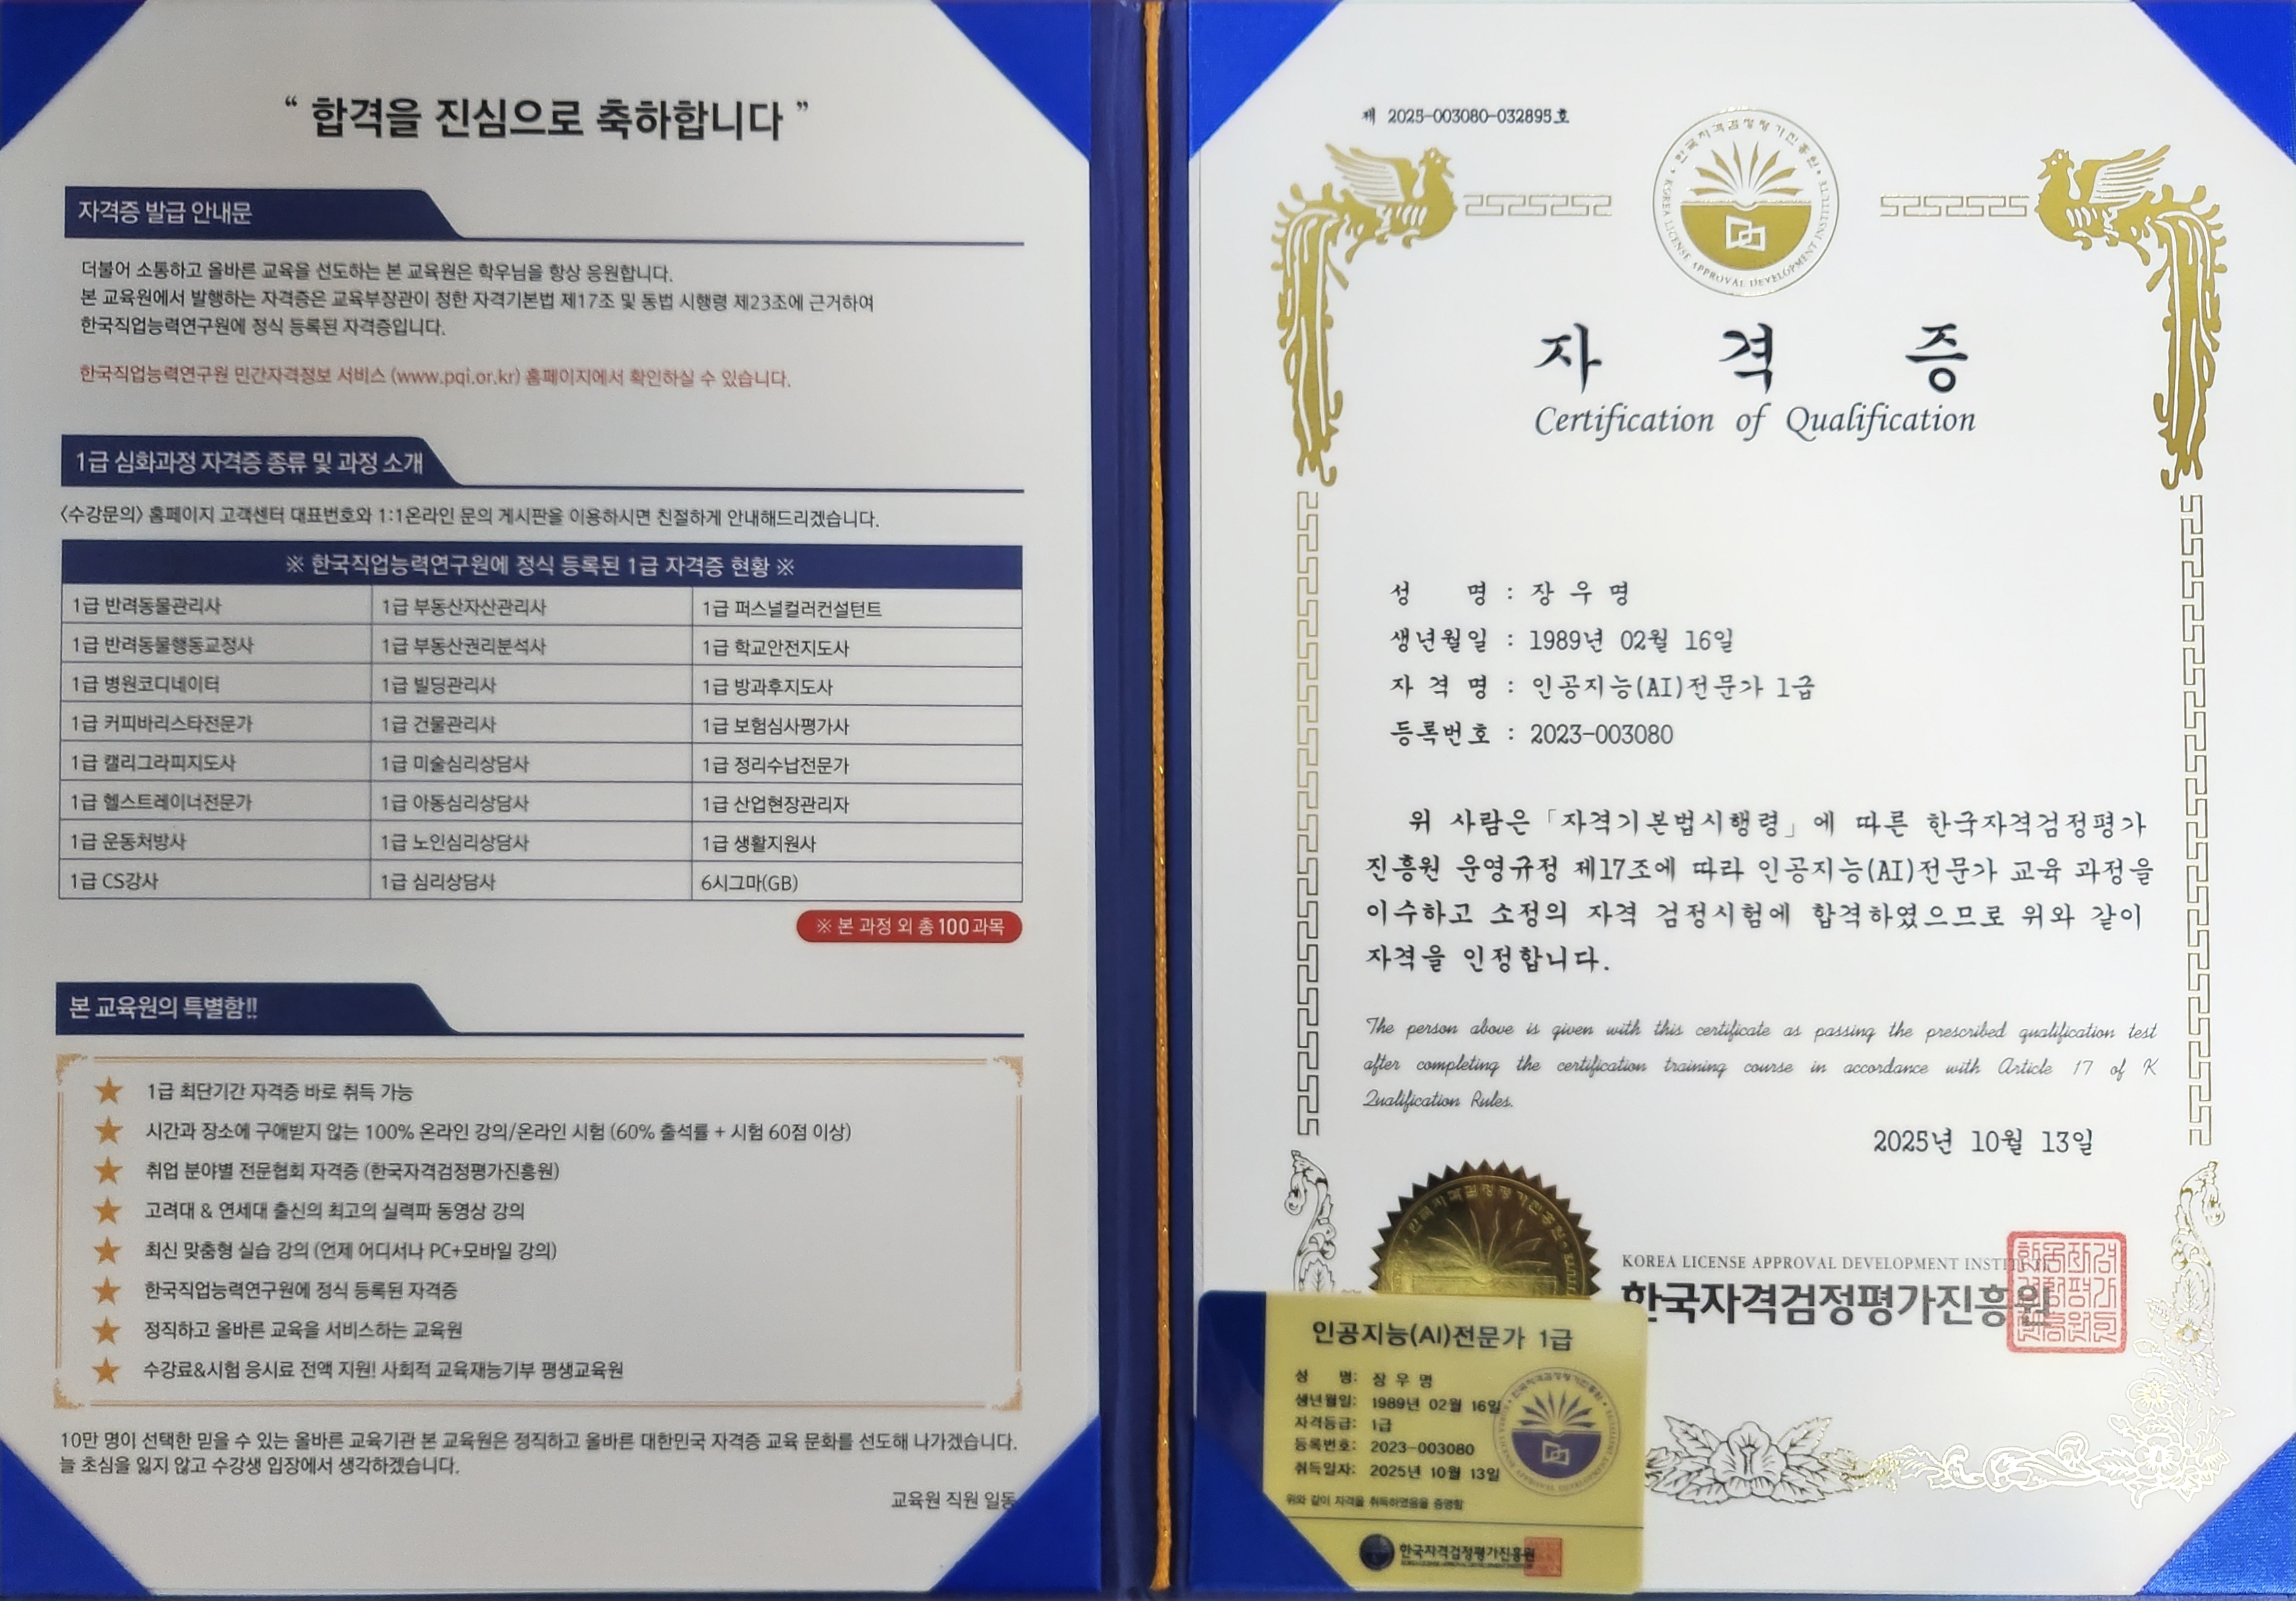 “ 합격을 진심으로 축하합니다 ”
자격증 발급 안내문
더불어 소통하고 올바른 교육을 선도하는 본 교육원은 학우님을 항상 응원합니다.
본 교육원에서 발행하는 자격증은 교육부장관이 정한 자격기본법 제17조 및 동법 시행령 제23조에 근거하여
한국직업능력연구원에 정식 등록된 자격증입니다.
한국직업능력연구원 민간자격정보 서비스 (www.pqi.or.kr) 홈페이지에서 확인하실 수 있습니다.
1급 심화과정 자격증 종류 및 과정 소개
<수강문의> 홈페이지 고객센터 대표번호와 1:1온라인 문의 게시판을 이용하시면 친절하게 안내해드리겠습니다.
※ 한국직업능력연구원에 정식 등록된 1급 자격증 현황 ※
1급 반려동물관리사 1급 부동산자산관리사 1급 퍼스널컬러컨설턴트
1급 반려동물행동교정사 1급 부동산권리분석사 1급 학교안전지도사
1급 병원코디네이터 1급 빌딩관리사 1급 방과후지도사
1급 커피바리스타전문가 1급 건물관리사 1급 보험심사평가사
1급 캘리그라피지도사 1급 미술심리상담사 1급 정리수납전문가
1급 헬스트레이너전문가 1급 아동심리상담사 1급 산업현장관리자
1급 운동처방사 1급 노인심리상담사 1급 생활지원사
1급 CS강사 1급 심리상담사 6시그마(GB)
※ 본 과정 외 총 100과목
본 교육원의 특별함!!
★ 1급 최단기간 자격증 바로 취득 가능
★ 시간과 장소에 구애받지 않는 100% 온라인 강의/온라인 시험 (60% 출석률 + 시험 60점 이상)
★ 취업 분야별 전문협회 자격증 (한국자격검정평가진흥원)
★ 고려대 & 연세대 출신의 최고의 실력파 동영상 강의
★ 최신 맞춤형 실습 강의 (언제 어디서나 PC+모바일 강의)
★ 한국직업능력연구원에 정식 등록된 자격증
★ 정직하고 올바른 교육을 서비스하는 교육원
★ 수강료&시험 응시료 전액 지원! 사회적 교육재능기부 평생교육원
10만 명이 선택한 믿을 수 있는 올바른 교육기관 본 교육원은 정직하고 올바른 대한민국 자격증 교육 문화를 선도해 나가겠습니다.
늘 초심을 잃지 않고 수강생 입장에서 생각하겠습니다.
교육원 직원 일동
제 2025-003080-032895호
한국자격검정평가진흥원
KOREA LICENSE APPROVAL DEVELOPMENT INSTITUTE
자 격 증
Certification of Qualification
성 명 : 장 우 명
생년월일 : 1989년 02월 16일
자 격 명 : 인공지능(AI)전문가 1급
등록번호 : 2023-003080
위 사람은「자격기본법시행령」에 따른 한국자격검정평가
진흥원 운영규정 제17조에 따라 인공지능(AI)전문가 교육 과정을
이수하고 소정의 자격 검정시험에 합격하였으므로 위와 같이
자격을 인정합니다.
The person above is given with this certificate as passing the prescribed qualification test
after completing the certification training course in accordance with Article 17 of K
Qualification Rules.
2025년 10월 13일
KOREA LICENSE APPROVAL DEVELOPMENT INSTITUTE
한국자격검정평가진흥원
인공지능(AI)전문가 1급
성 명: 장 우 명
생년월일: 1989년 02월 16일
자격등급: 1급
등록번호: 2023-003080
취득일자: 2025년 10월 13일
위와 같이 자격을 취득하였음을 증명함
한국자격검정평가진흥원